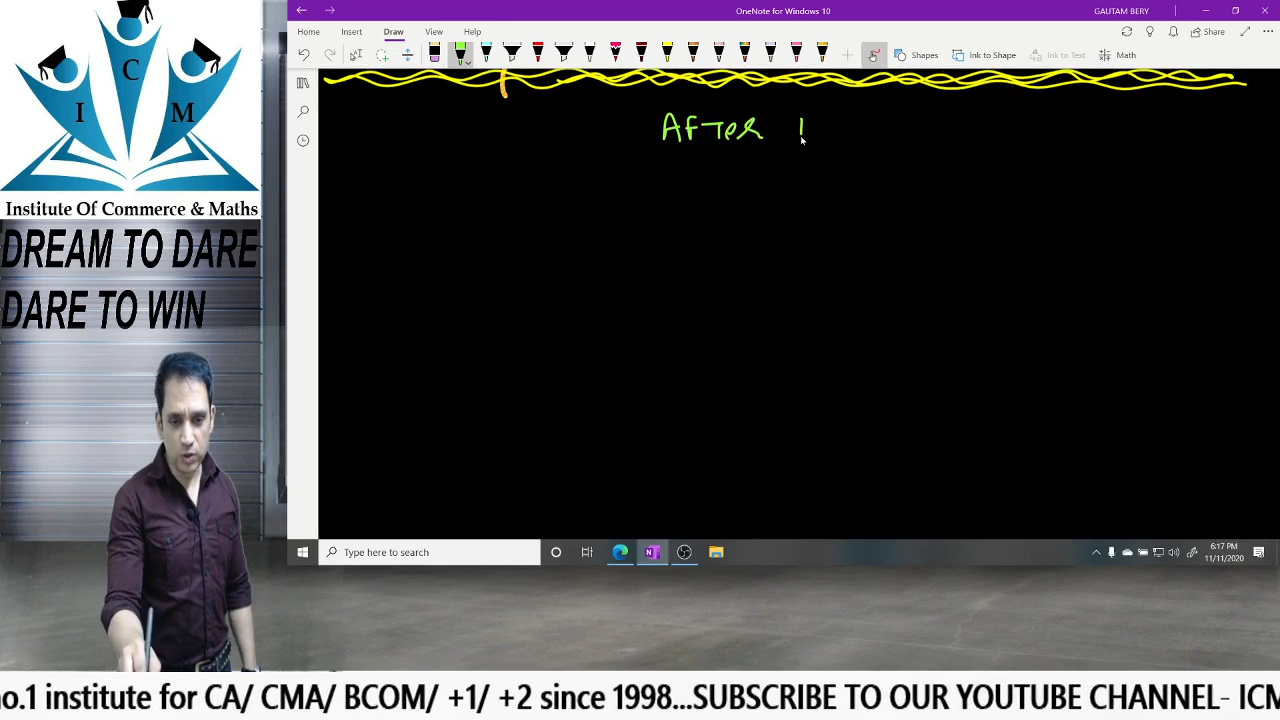 C
I M
Institute Of Commerce & Maths
DREAM TO DARE
DARE TO WIN
OneNote for Windows 10
GAUTAM BERY
Home Insert Draw View Help
Share
Shapes Ink to Shape Ink to Text Math
AFTER I
Type here to search
6:17 PM
11/11/2020
no.1 institute for CA/ CMA/ BCOM/ +1/ +2 since 1998...SUBSCRIBE TO OUR YOUTUBE CHANNEL- ICM